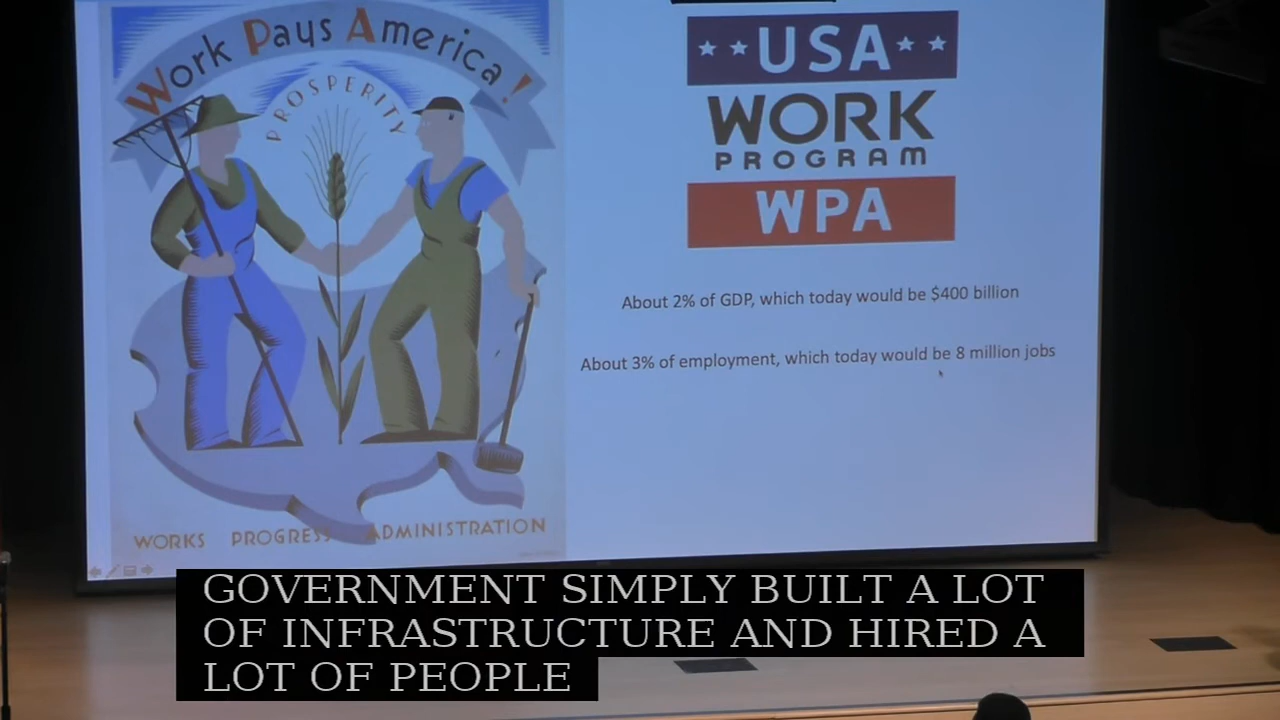 Work Pays America!
PROSPERITY
WORKS PROGRESS ADMINISTRATION
USA
WORK
PROGRAM
WPA
About 2% of GDP, which today would be $400 billion
About 3% of employment, which today would be 8 million jobs
GOVERNMENT SIMPLY BUILT A LOT
OF INFRASTRUCTURE AND HIRED A
LOT OF PEOPLE